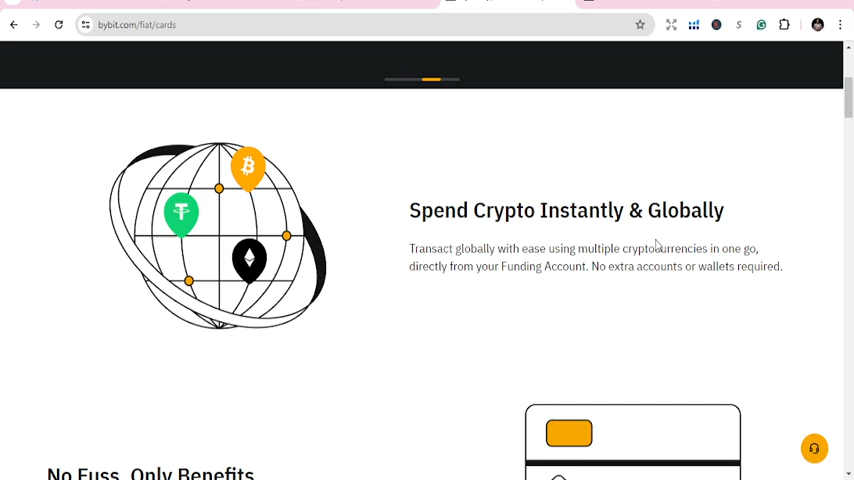 bybit.com/fiat/cards
Spend Crypto Instantly & Globally
Transact globally with ease using multiple cryptocurrencies in one go,
directly from your Funding Account. No extra accounts or wallets required.
No Fuss, Only Benefits